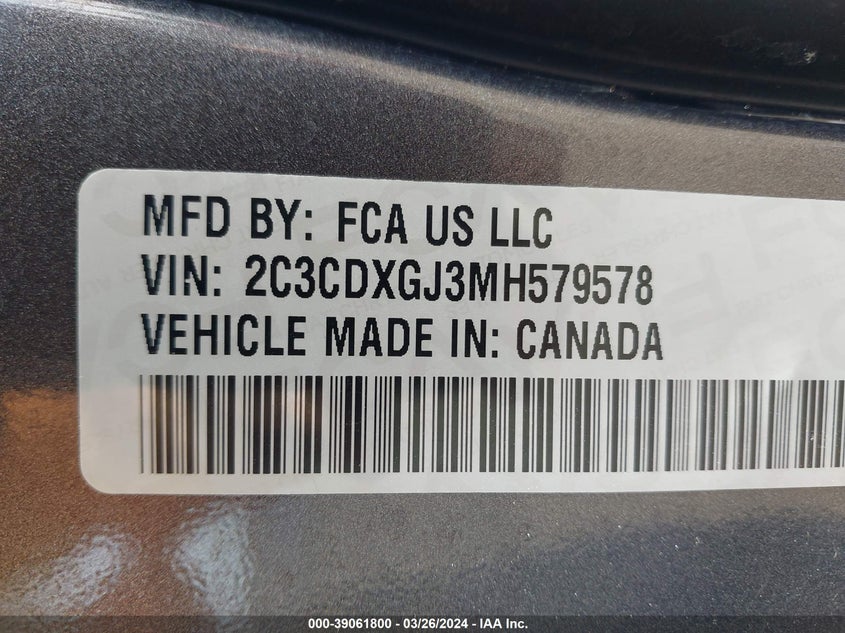 MFD BY: FCA US LLC
VIN: 2C3CDXGJ3MH579578
VEHICLE MADE IN: CANADA
000-39061800 - 03/26/2024 - IAA Inc.